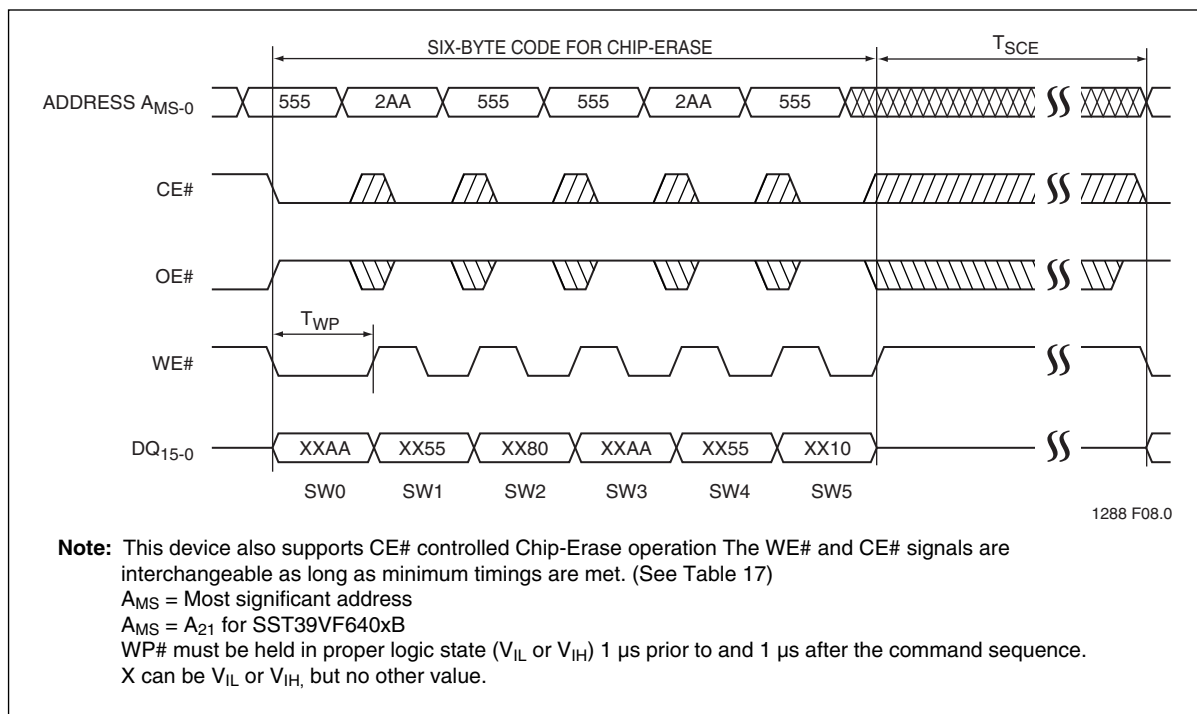 SIX-BYTE CODE FOR CHIP-ERASE TSCE
ADDRESS AMS-0 555 2AA 555 555 2AA 555
CE#
OE#
TWP
WE#
DQ15-0 XXAA XX55 XX80 XXAA XX55 XX10
SW0 SW1 SW2 SW3 SW4 SW5
1288 F08.0
Note: This device also supports CE# controlled Chip-Erase operation The WE# and CE# signals are
interchangeable as long as minimum timings are met. (See Table 17)
AMS = Most significant address
AMS = A21 for SST39VF640xB
WP# must be held in proper logic state (VIL or VIH) 1 µs prior to and 1 µs after the command sequence.
X can be VIL or VIH, but no other value.